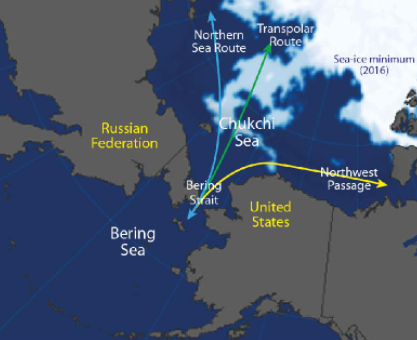 Northern
Sea Route
Transpolar
Route
Sea-ice minimum
(2016)
Russian
Federation
Chukchi
Sea
Northwest
Passage
Bering
Strait
United
States
Bering
Sea